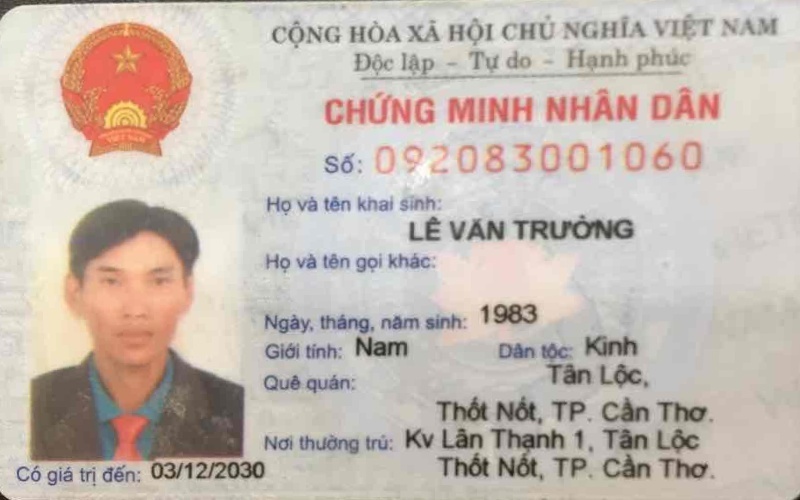 CỘNG HÒA XÃ HỘI CHỦ NGHĨA VIỆT NAM
Độc lập - Tự do - Hạnh phúc
CHỨNG MINH NHÂN DÂN
Số: 092083001060
Họ và tên khai sinh:
LÊ VĂN TRƯỜNG
Họ và tên gọi khác:
Ngày, tháng, năm sinh: 1983
Giới tính: Nam Dân tộc: Kinh
Quê quán: Tân Lộc,
Thốt Nốt, TP. Cần Thơ.
Nơi thường trú: Kv Lân Thạnh 1, Tân Lộc
Thốt Nốt, TP. Cần Thơ.
Có giá trị đến: 03/12/2030